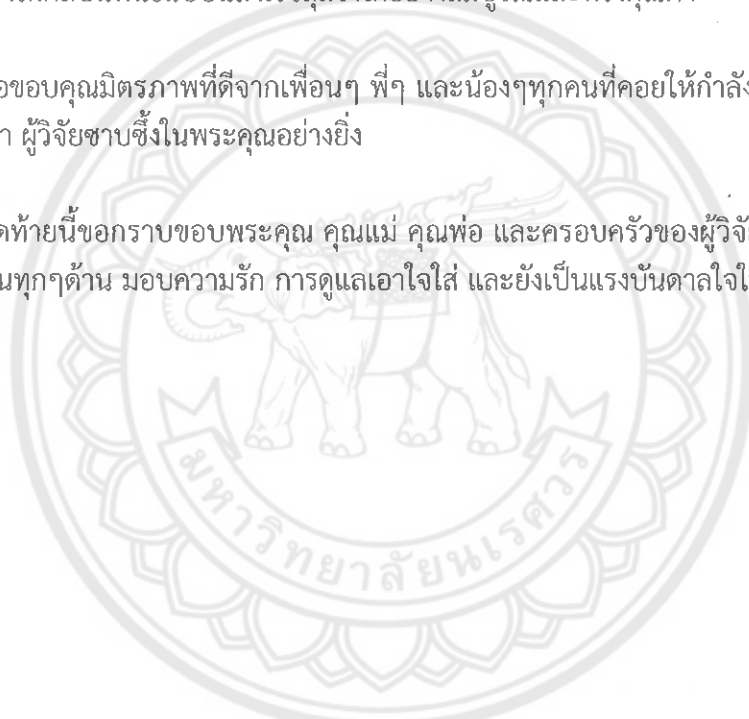 อขอบคุณมิตรภาพที่ดีจากเพื่อนๆ พี่ๆ และน้องๆทุกคนที่คอยให้กำลัง
า ผู้วิจัยซาบซึ้งในพระคุณอย่างยิ่ง
ดท้ายนี้ขอกราบขอบพระคุณ คุณแม่ คุณพ่อ และครอบครัวของผู้วิจั
นทุกๆด้าน มอบความรัก การดูแลเอาใจใส่ และยังเป็นแรงบันดาลใจใ
มหาวิทยาลัยนเรศวร